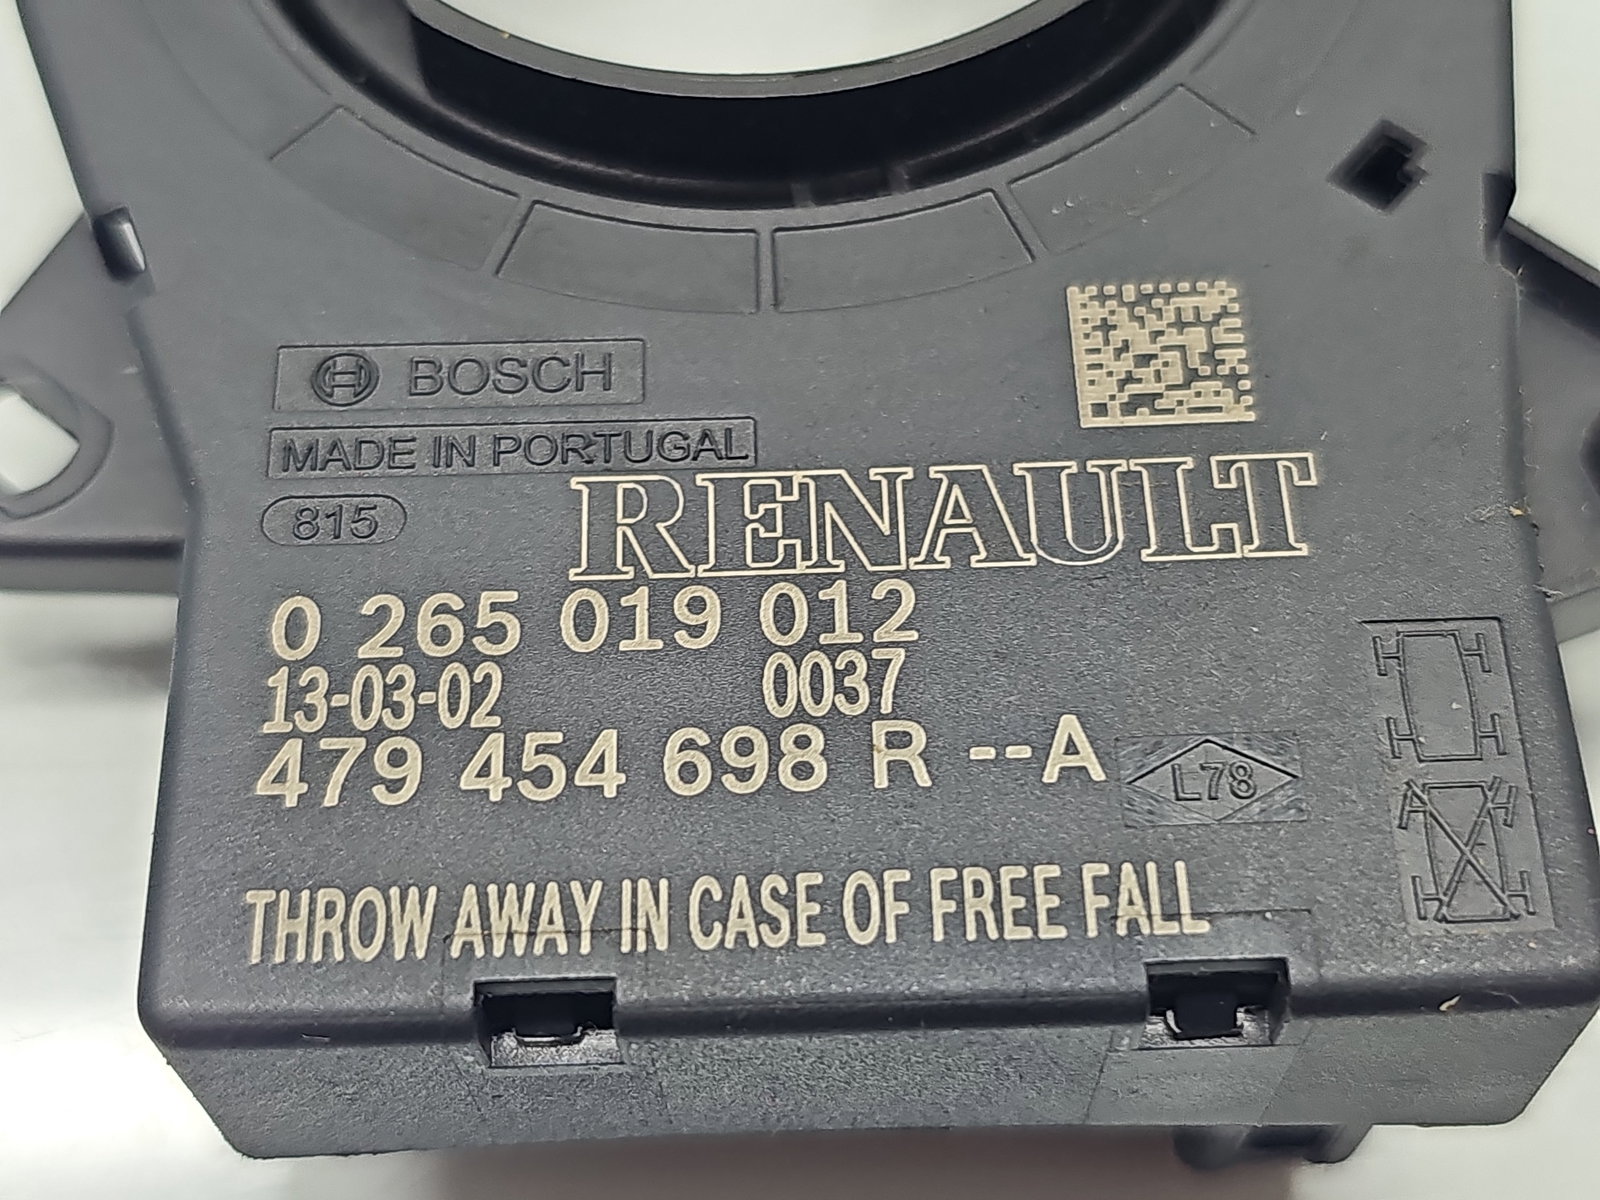 BOSCH
MADE IN PORTUGAL
815
RENAULT
0 265 019 012
13-03-02 0037
479 454 698 R --A
L78
THROW AWAY IN CASE OF FREE FALL